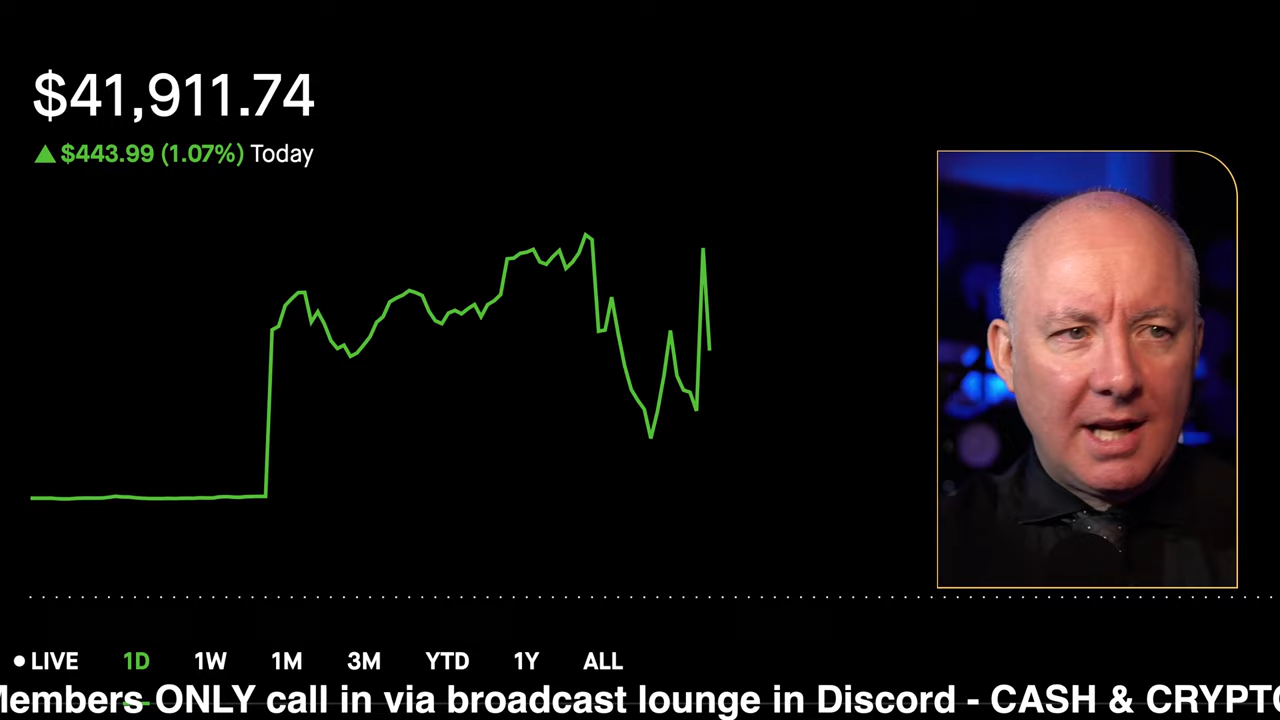 $41,911.74
▲ $443.99 (1.07%) Today
LIVE 1D 1W 1M 3M YTD 1Y ALL
Members ONLY call in via broadcast lounge in Discord - CASH & CRYPTO